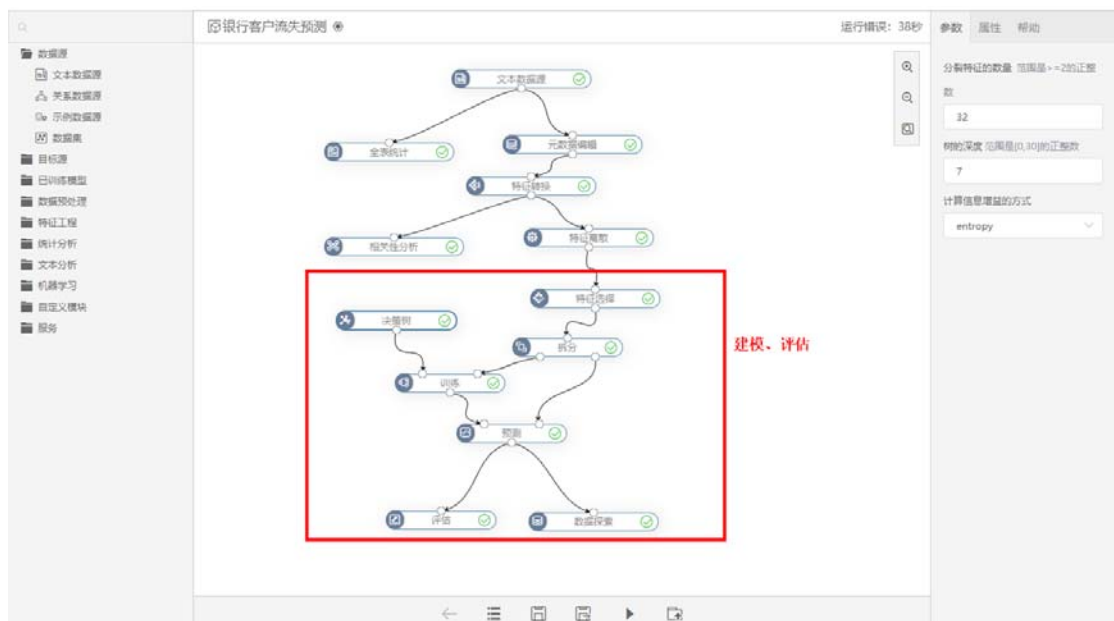 银行客户流失预测
运行错误：38秒
参数 属性 帮助
数据源
文本数据源
关系数据源
示例数据源
数据集
目标源
已训练模型
数据预处理
特征工程
统计分析
文本分析
机器学习
自定义模块
服务
文本数据源
全表统计
元数据编辑
特征转换
相关性分析
特征离散
特征选择
决策树
拆分
训练
预测
评估
数据探索
建模、评估
分裂特征的数量 范围是>=2的正整
数
32
树的深度 范围是[0,30]的正整数
7
计算信息增益的方式
entropy